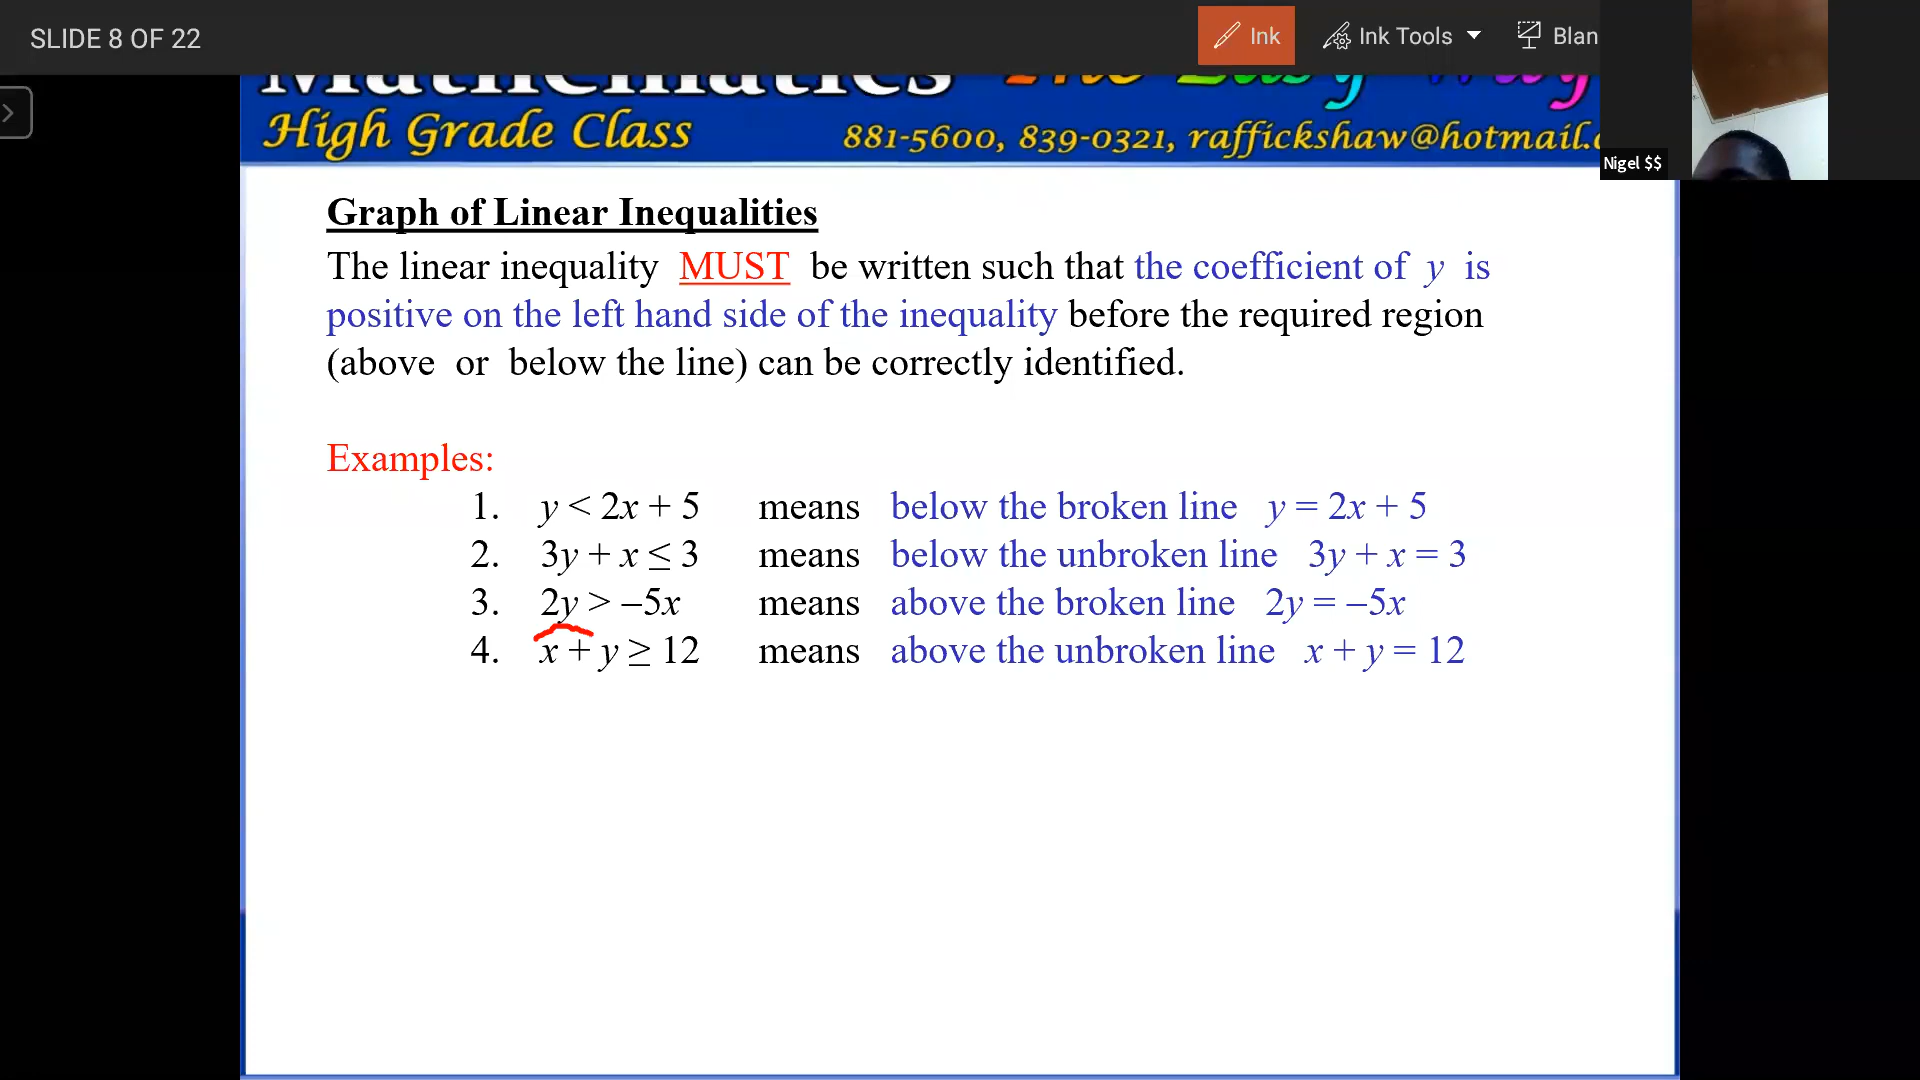 SLIDE 8 OF 22
Ink
Ink Tools
Blan
Mathematics The Easy Way
High Grade Class
881-5600, 839-0321, raffickshaw@hotmail.
Nigel $$
Graph of Linear Inequalities
The linear inequality MUST be written such that the coefficient of y is
positive on the left hand side of the inequality before the required region
(above or below the line) can be correctly identified.
Examples:
1. y < 2x + 5 means below the broken line y = 2x + 5
2. 3y + x ≤ 3 means below the unbroken line 3y + x = 3
3. 2y > –5x means above the broken line 2y = –5x
4. x + y ≥ 12 means above the unbroken line x + y = 12